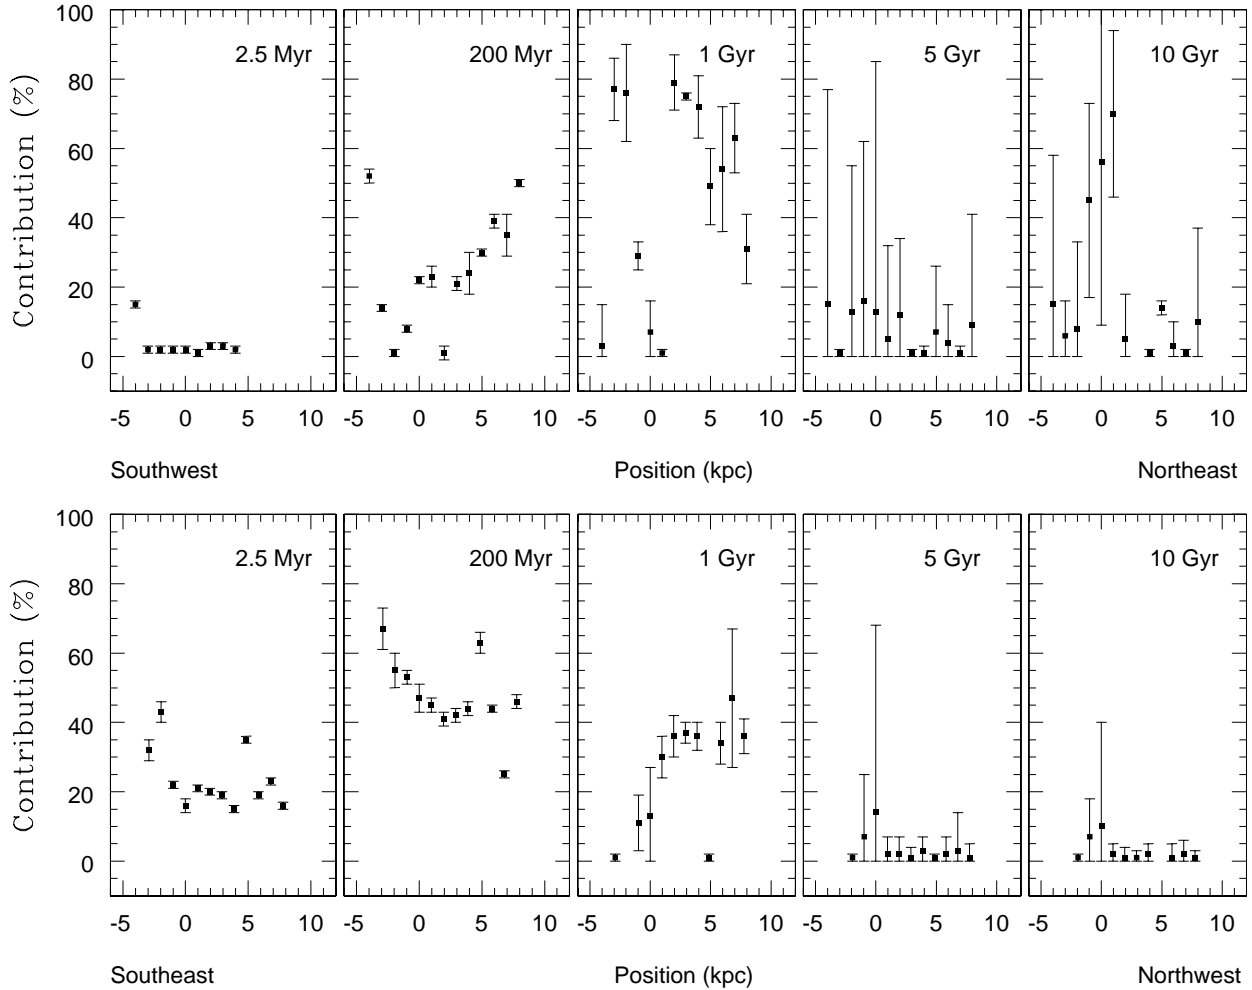 100
80
60
40
20
0
Contribution (%)
2.5 Myr
200 Myr
1 Gyr
5 Gyr
10 Gyr
-5 0 5 10 -5 0 5 10 -5 0 5 10 -5 0 5 10 -5 0 5 10
Southwest Position (kpc) Northeast
100
80
60
40
20
0
Contribution (%)
2.5 Myr
200 Myr
1 Gyr
5 Gyr
10 Gyr
-5 0 5 10 -5 0 5 10 -5 0 5 10 -5 0 5 10 -5 0 5 10
Southeast Position (kpc) Northwest